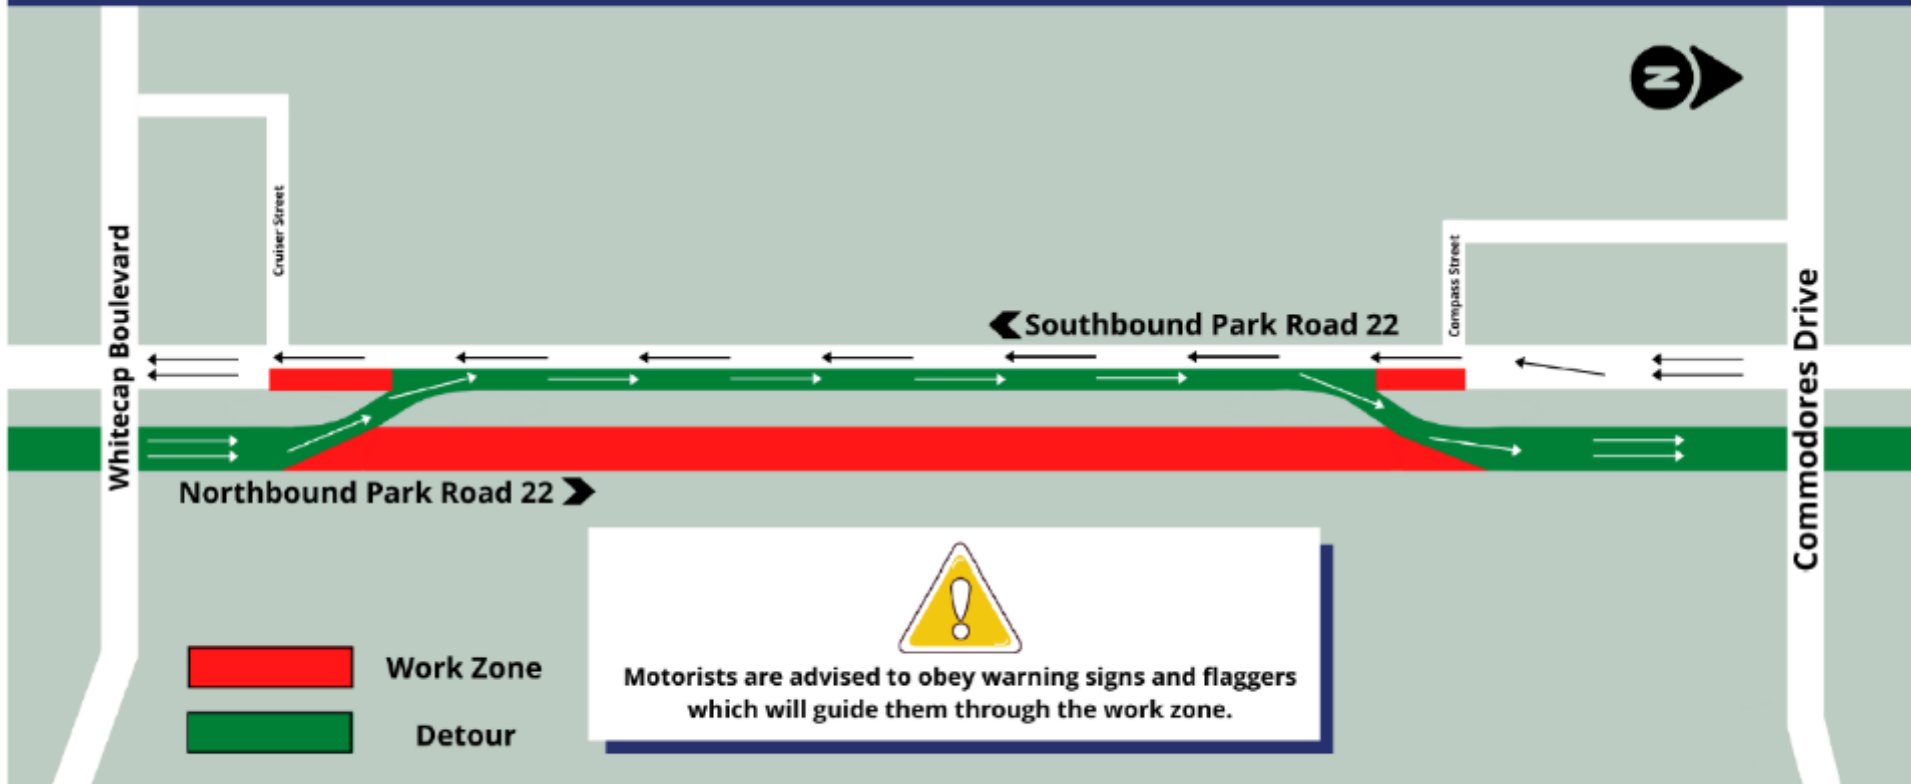 N
Cruiser Street
Whitecap Boulevard
Compass Street
Commodores Drive
Southbound Park Road 22
Northbound Park Road 22
Motorists are advised to obey warning signs and flaggers
which will guide them through the work zone.
Work Zone
Detour